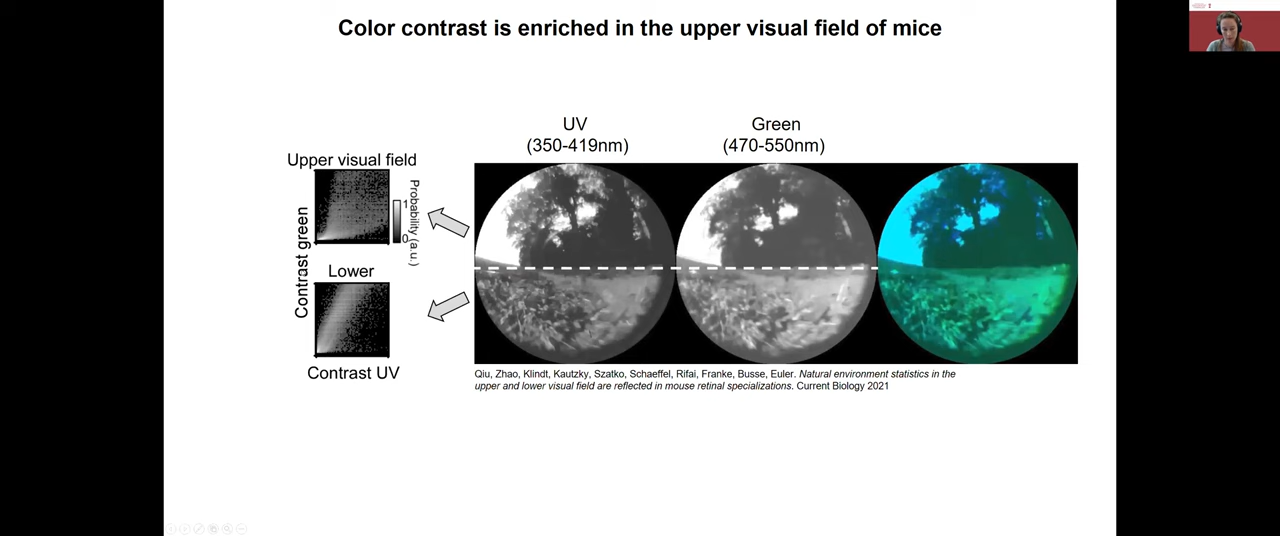 Color contrast is enriched in the upper visual field of mice
UV
(350-419nm)
Green
(470-550nm)
Upper visual field
Contrast green
1
0
Probability (a.u.)
Lower
Contrast UV
Qiu, Zhao, Klindt, Kautzky, Szatko, Schaeffel, Rifai, Franke, Busse, Euler. Natural environment statistics in the
upper and lower visual field are reflected in mouse retinal specializations. Current Biology 2021